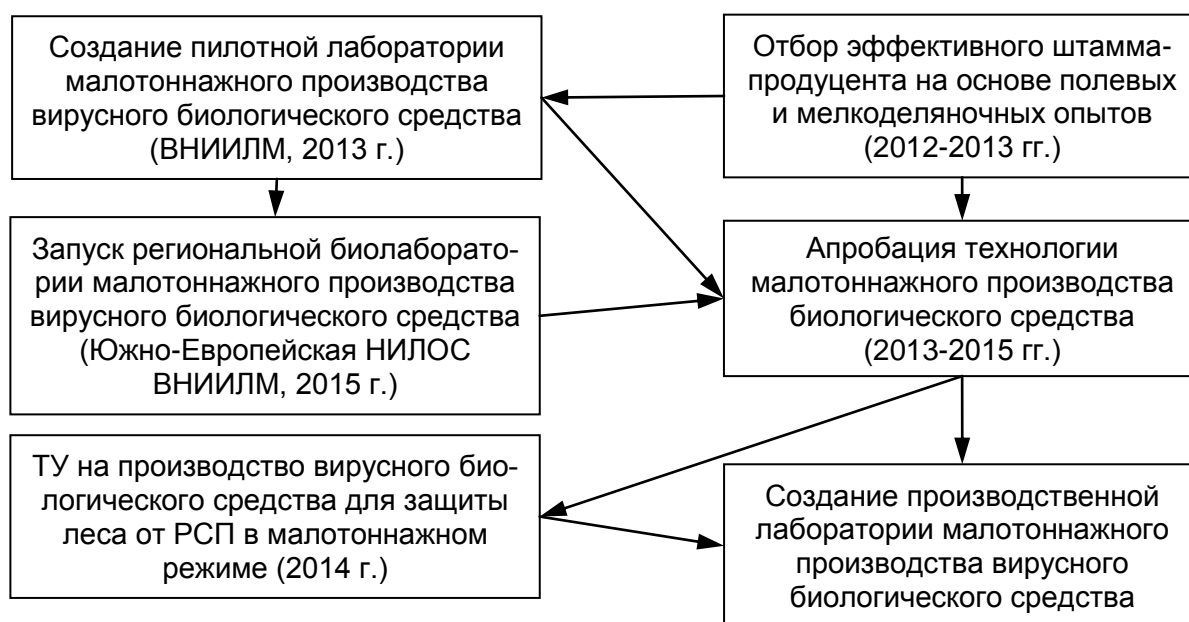 Создание пилотной лаборатории
малотоннажного производства
вирусного биологического средства
(ВНИИЛМ, 2013 г.)
Отбор эффективного штамма-
продуцента на основе полевых
и мелкоделяночных опытов
(2012-2013 гг.)
Запуск региональной биолаборато-
рии малотоннажного производства
вирусного биологического средства
(Южно-Европейская НИЛОС
ВНИИЛМ, 2015 г.)
Апробация технологии
малотоннажного производства
биологического средства
(2013-2015 гг.)
ТУ на производство вирусного био-
логического средства для защиты
леса от РСП в малотоннажном
режиме (2014 г.)
Создание производственной
лаборатории малотоннажного
производства вирусного
биологического средства